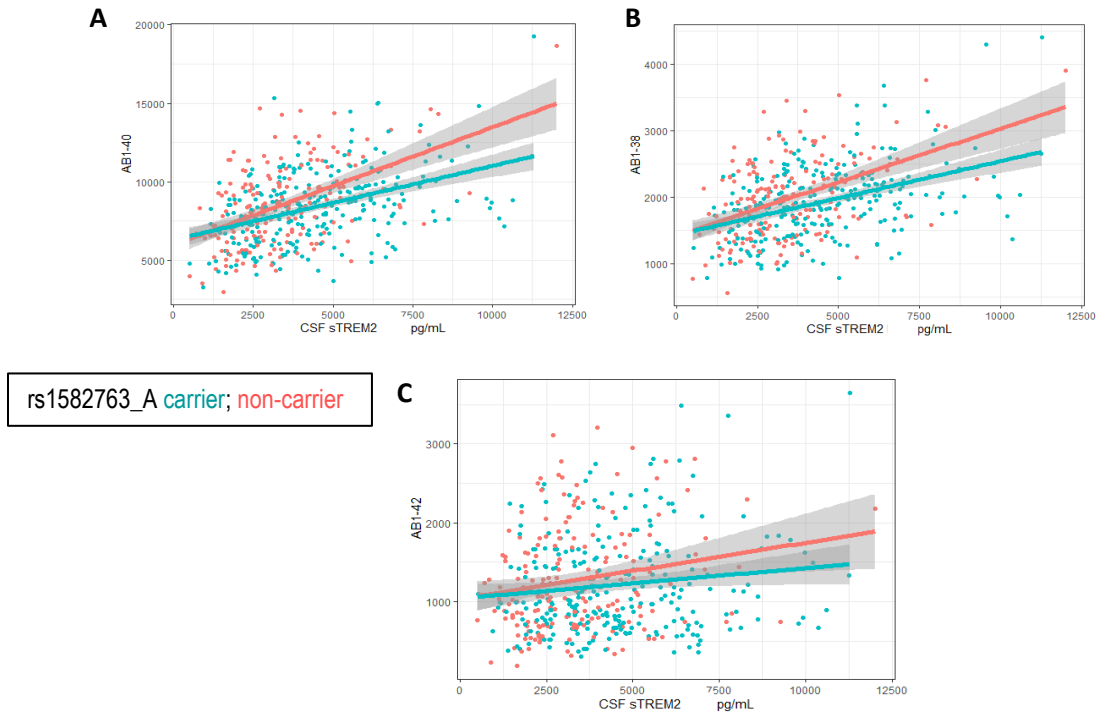 A
20000
15000
10000
5000
AB1-40
0 2500 5000 7500 10000 12500
CSF sTREM2 pg/mL
B
4000
3000
2000
1000
AB1-38
0 2500 5000 7500 10000 12500
CSF sTREM2 pg/mL
rs1582763_A carrier; non-carrier
C
3000
2000
1000
AB1-42
0 2500 5000 7500 10000 12500
CSF sTREM2 pg/mL